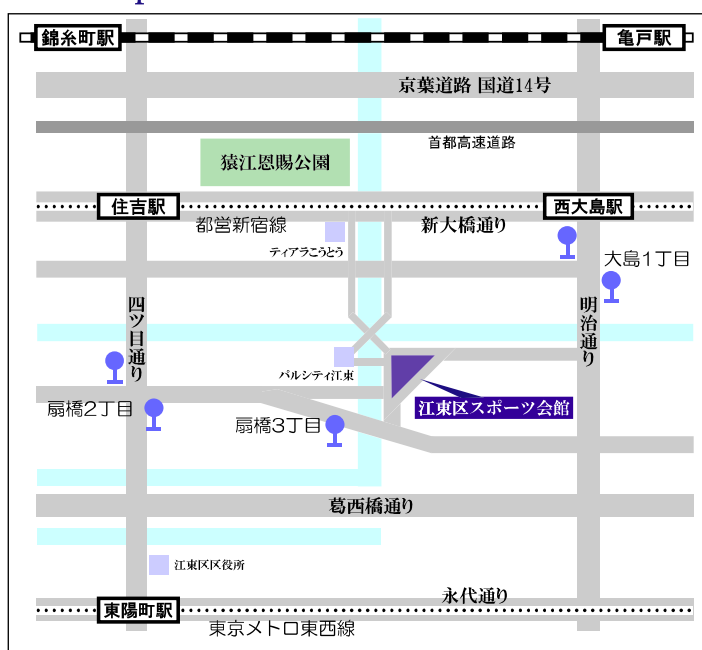 錦糸町駅
亀戸駅
京葉道路 国道14号
首都高速道路
猿江恩賜公園
住吉駅
西大島駅
都営新宿線
新大橋通り
ティアラこうとう
大島1丁目
四ツ目通り
明治通り
パルシティ江東
扇橋2丁目
江東区スポーツ会館
扇橋3丁目
葛西橋通り
江東区区役所
永代通り
東陽町駅
東京メトロ東西線